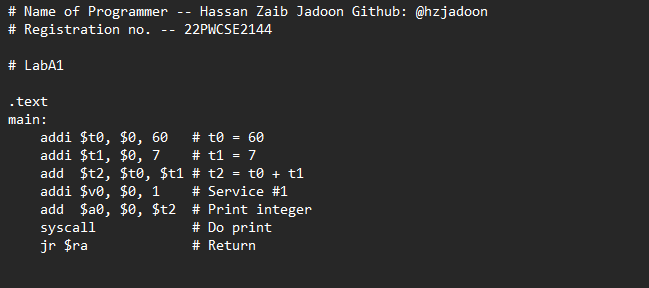 # Name of Programmer -- Hassan Zaib Jadoon Github: @hzjadoon
# Registration no. -- 22PWCSE2144

# LabA1

.text
main:
    addi $t0, $0, 60   # t0 = 60
    addi $t1, $0, 7    # t1 = 7
    add  $t2, $t0, $t1 # t2 = t0 + t1
    addi $v0, $0, 1    # Service #1
    add  $a0, $0, $t2  # Print integer
    syscall            # Do print
    jr $ra             # Return